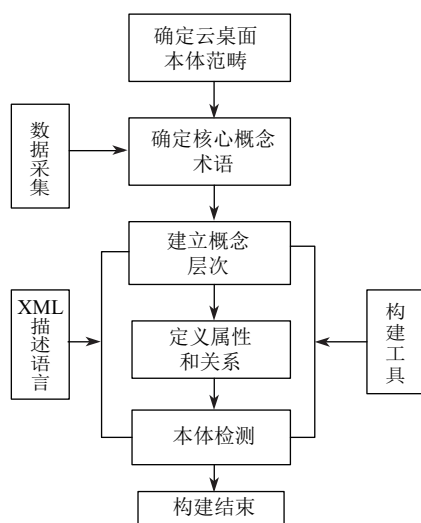 确定云桌面
本体范畴
数
据
采
集
确定核心概念
术语
建立概念
层次
XML
描
述
语
言
定义属性
和关系
构
建
工
具
本体检测
构建结束